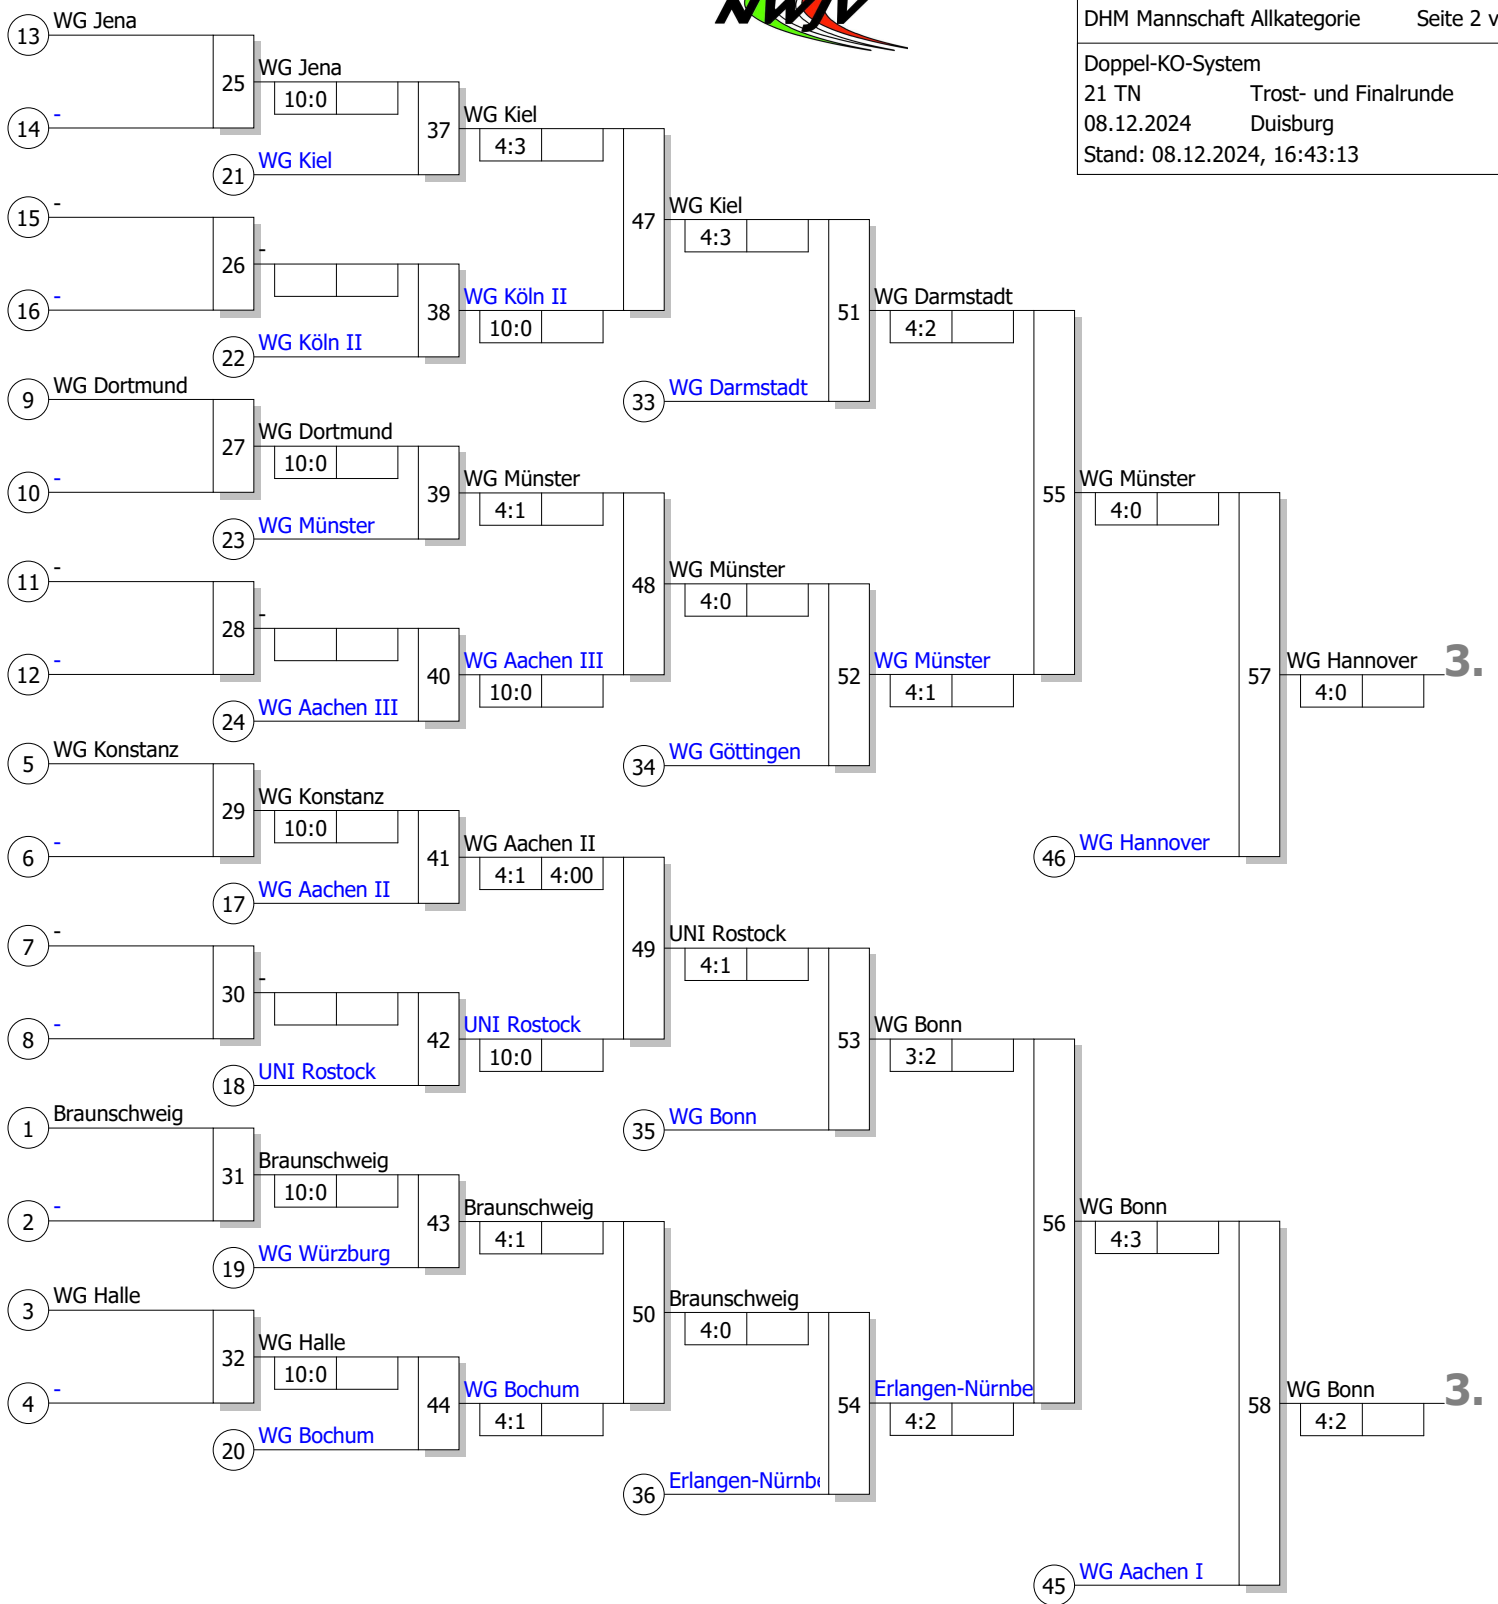 NWJV
DHM Mannschaft Allkategorie Seite 2 v
Doppel-KO-System
21 TN Trost- und Finalrunde
08.12.2024 Duisburg
Stand: 08.12.2024, 16:43:13
13 WG Jena
25 WG Jena
10:0
14 -
37 WG Kiel
4:3
21 WG Kiel
15 -
47 WG Kiel
4:3
26 -
16 -
38 WG Köln II
10:0
22 WG Köln II
51 WG Darmstadt
4:2
33 WG Darmstadt
9 WG Dortmund
27 WG Dortmund
10:0
10 -
39 WG Münster
4:1
23 WG Münster
55 WG Münster
4:0
11 -
48 WG Münster
4:0
28 -
12 -
40 WG Aachen III
10:0
24 WG Aachen III
52 WG Münster
4:1
34 WG Göttingen
57 WG Hannover 3.
4:0
5 WG Konstanz
29 WG Konstanz
10:0
6 -
41 WG Aachen II
4:1 4:00
17 WG Aachen II
46 WG Hannover
7 -
49 UNI Rostock
4:1
30 -
8 -
42 UNI Rostock
10:0
18 UNI Rostock
53 WG Bonn
3:2
35 WG Bonn
1 Braunschweig
31 Braunschweig
10:0
2 -
43 Braunschweig
4:1
19 WG Würzburg
56 WG Bonn
4:3
3 WG Halle
50 Braunschweig
4:0
32 WG Halle
10:0
4 -
44 WG Bochum
4:1
20 WG Bochum
54 Erlangen-Nürnbe
4:2
58 WG Bonn 3.
4:2
36 Erlangen-Nürnbe
45 WG Aachen I